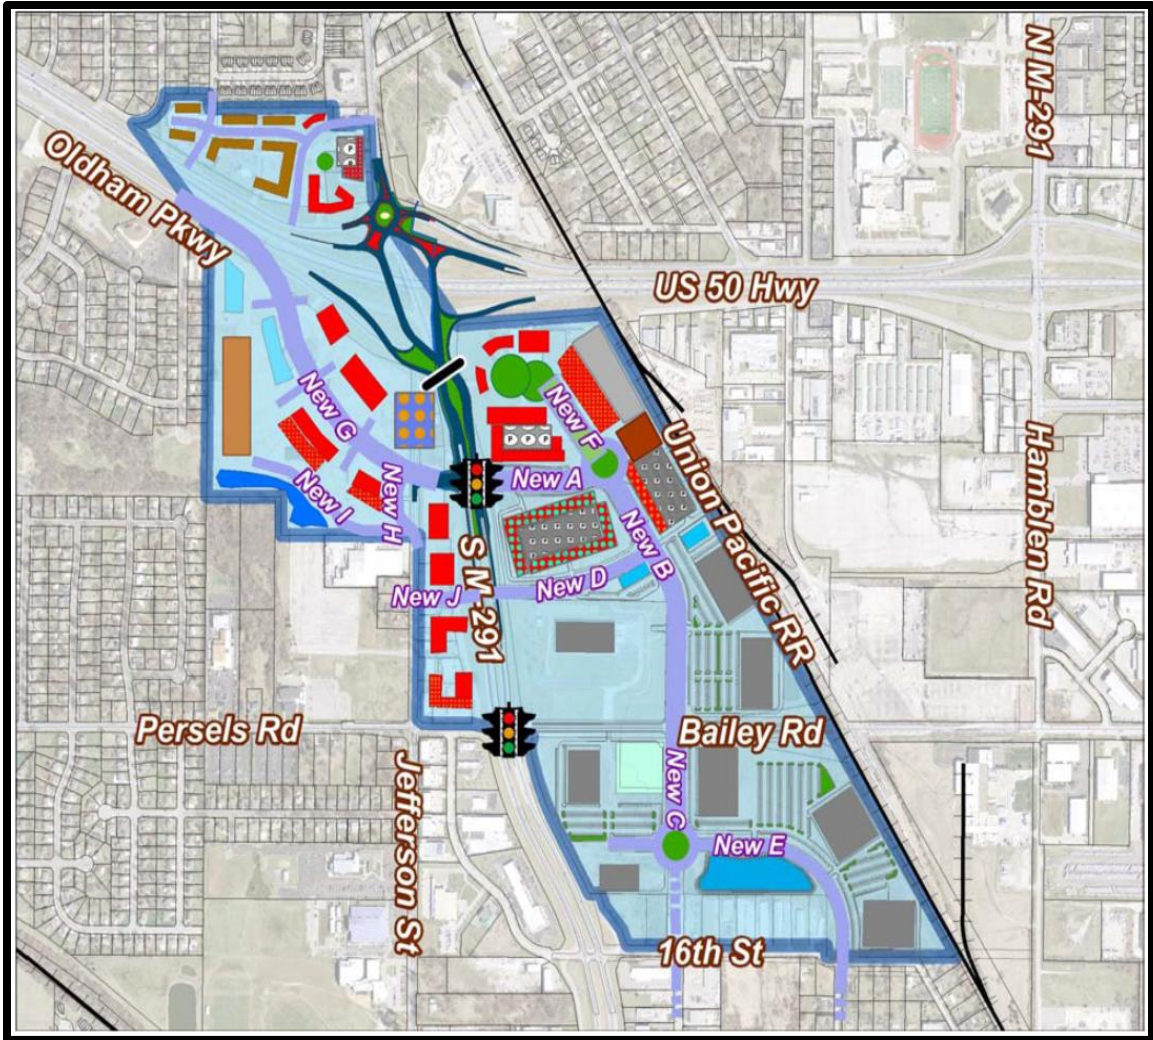 N M-291
Oldham Pkwy
US 50 Hwy
New F
New G
Union Pacific RR
Hamblen Rd
New A
New I
New H
New B
S M-291
New D
New J
P P P
Persels Rd
Bailey Rd
Jefferson St
New C
New E
16th St